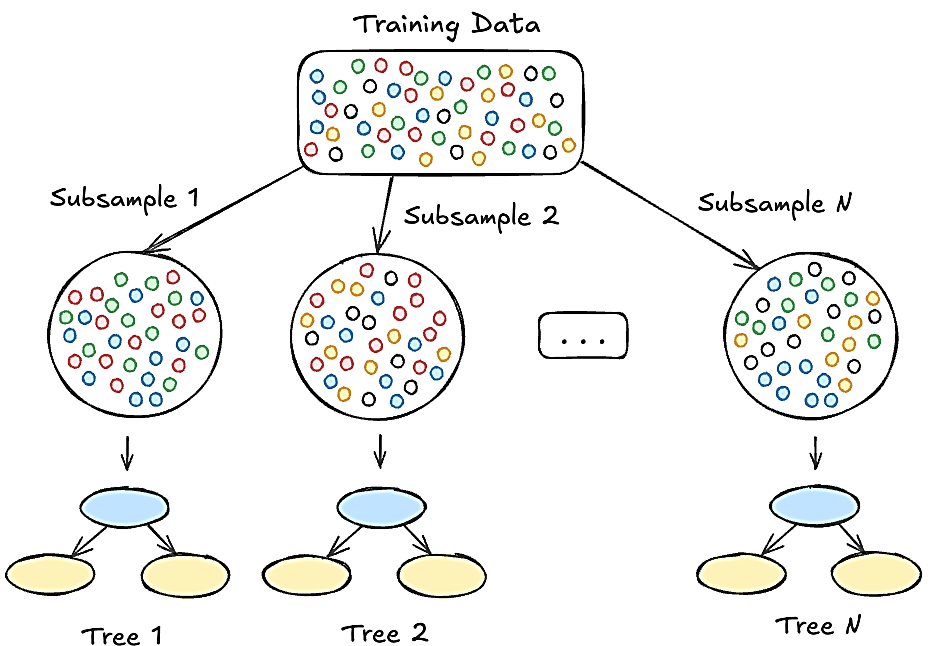 Training Data
Subsample 1
Subsample 2
Subsample N
...
Tree 1
Tree 2
Tree N